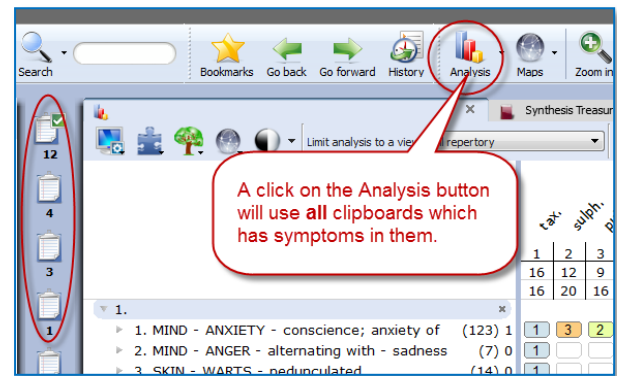 Search
Bookmarks
Go back
Go forward
History
Analysis
Maps
Zoom in
12
4
3
1
Synthesis Treasur
Limit analysis to a view
repertory
A click on the Analysis button
will use all clipboards which
has symptoms in them.
tax. sulph.
1 2 3
16 12 9
16 20 16
1.
1. MIND - ANXIETY - conscience; anxiety of (123) 1 1 3 2
2. MIND - ANGER - alternating with - sadness (7) 0 1
3. SKIN - WARTS - pedunculated (14) 0 1